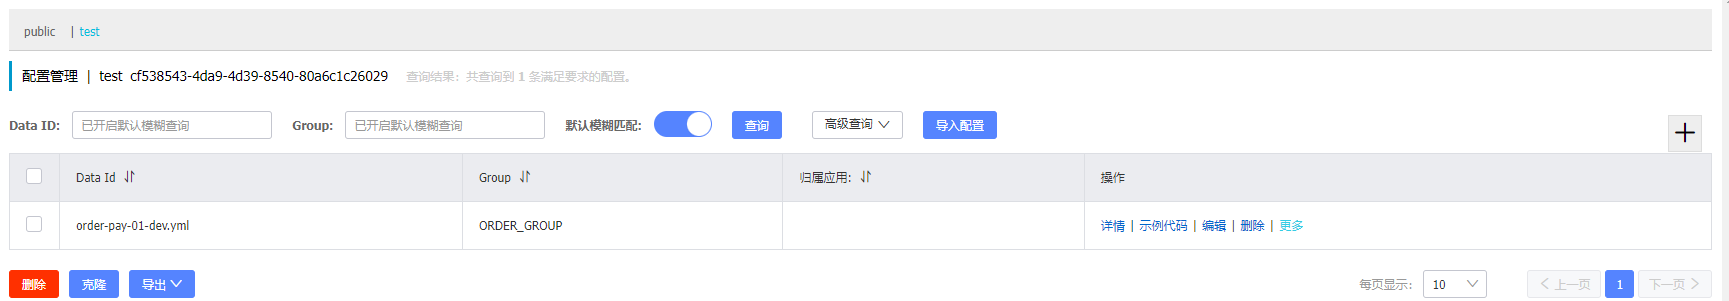 public | test
配置管理 | test cf538543-4da9-4d39-8540-80a6c1c26029 查询结果：共查询到 1 条满足要求的配置。
Data ID: 已开启默认模糊查询 Group: 已开启默认模糊查询 默认模糊匹配: 查询 高级查询 导入配置
Data Id Group 归属应用: 操作
order-pay-01-dev.yml ORDER_GROUP 详情 | 示例代码 | 编辑 | 删除 | 更多
删除 克隆 导出 每页显示: 10 上一页 1 下一页